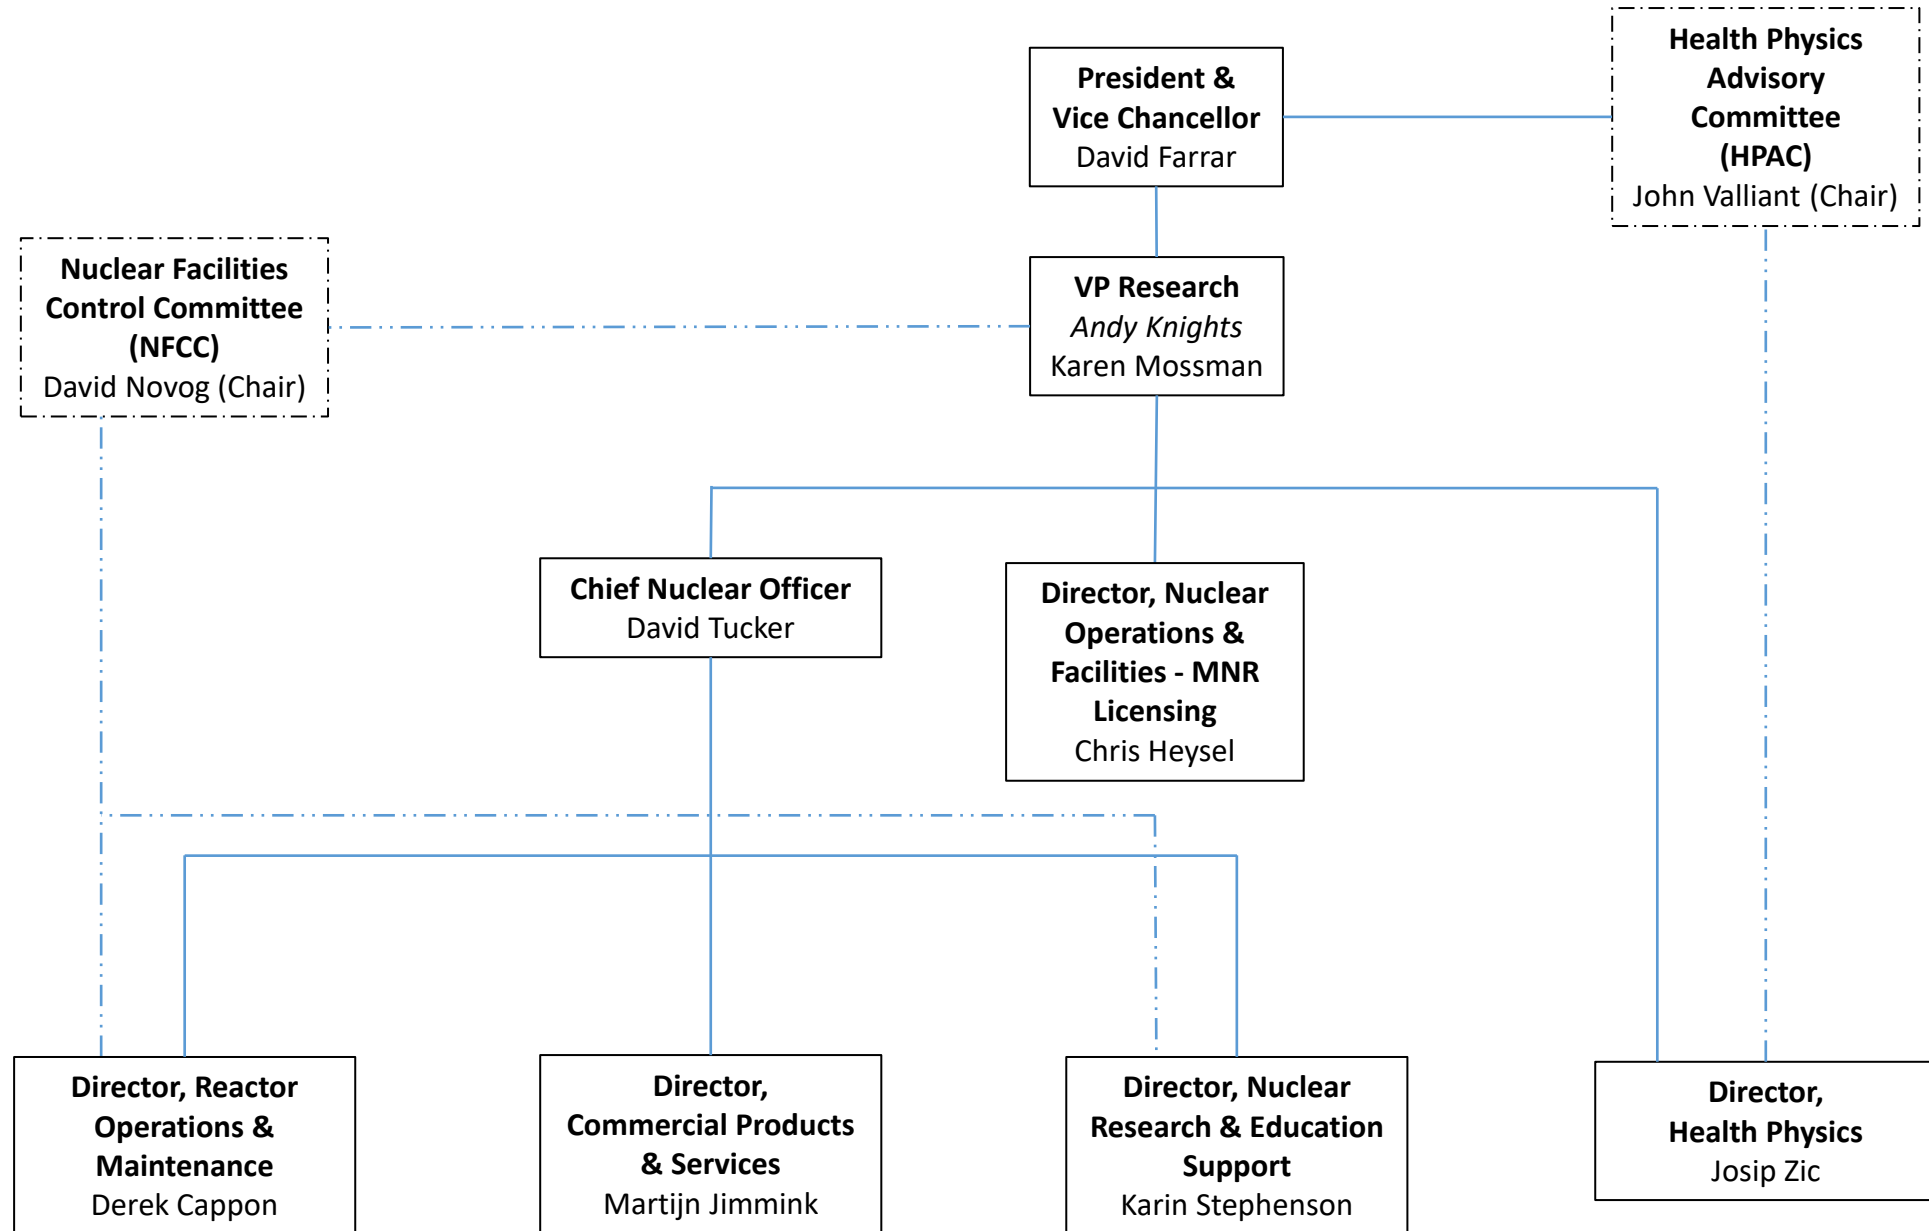 President &
Vice Chancellor
David Farrar
Health Physics
Advisory
Committee
(HPAC)
John Valliant (Chair)
Nuclear Facilities
Control Committee
(NFCC)
David Novog (Chair)
VP Research
Andy Knights
Karen Mossman
Chief Nuclear Officer
David Tucker
Director, Nuclear
Operations &
Facilities - MNR
Licensing
Chris Heysel
Director, Reactor
Operations &
Maintenance
Derek Cappon
Director,
Commercial Products
& Services
Martijn Jimmink
Director, Nuclear
Research & Education
Support
Karin Stephenson
Director,
Health Physics
Josip Zic